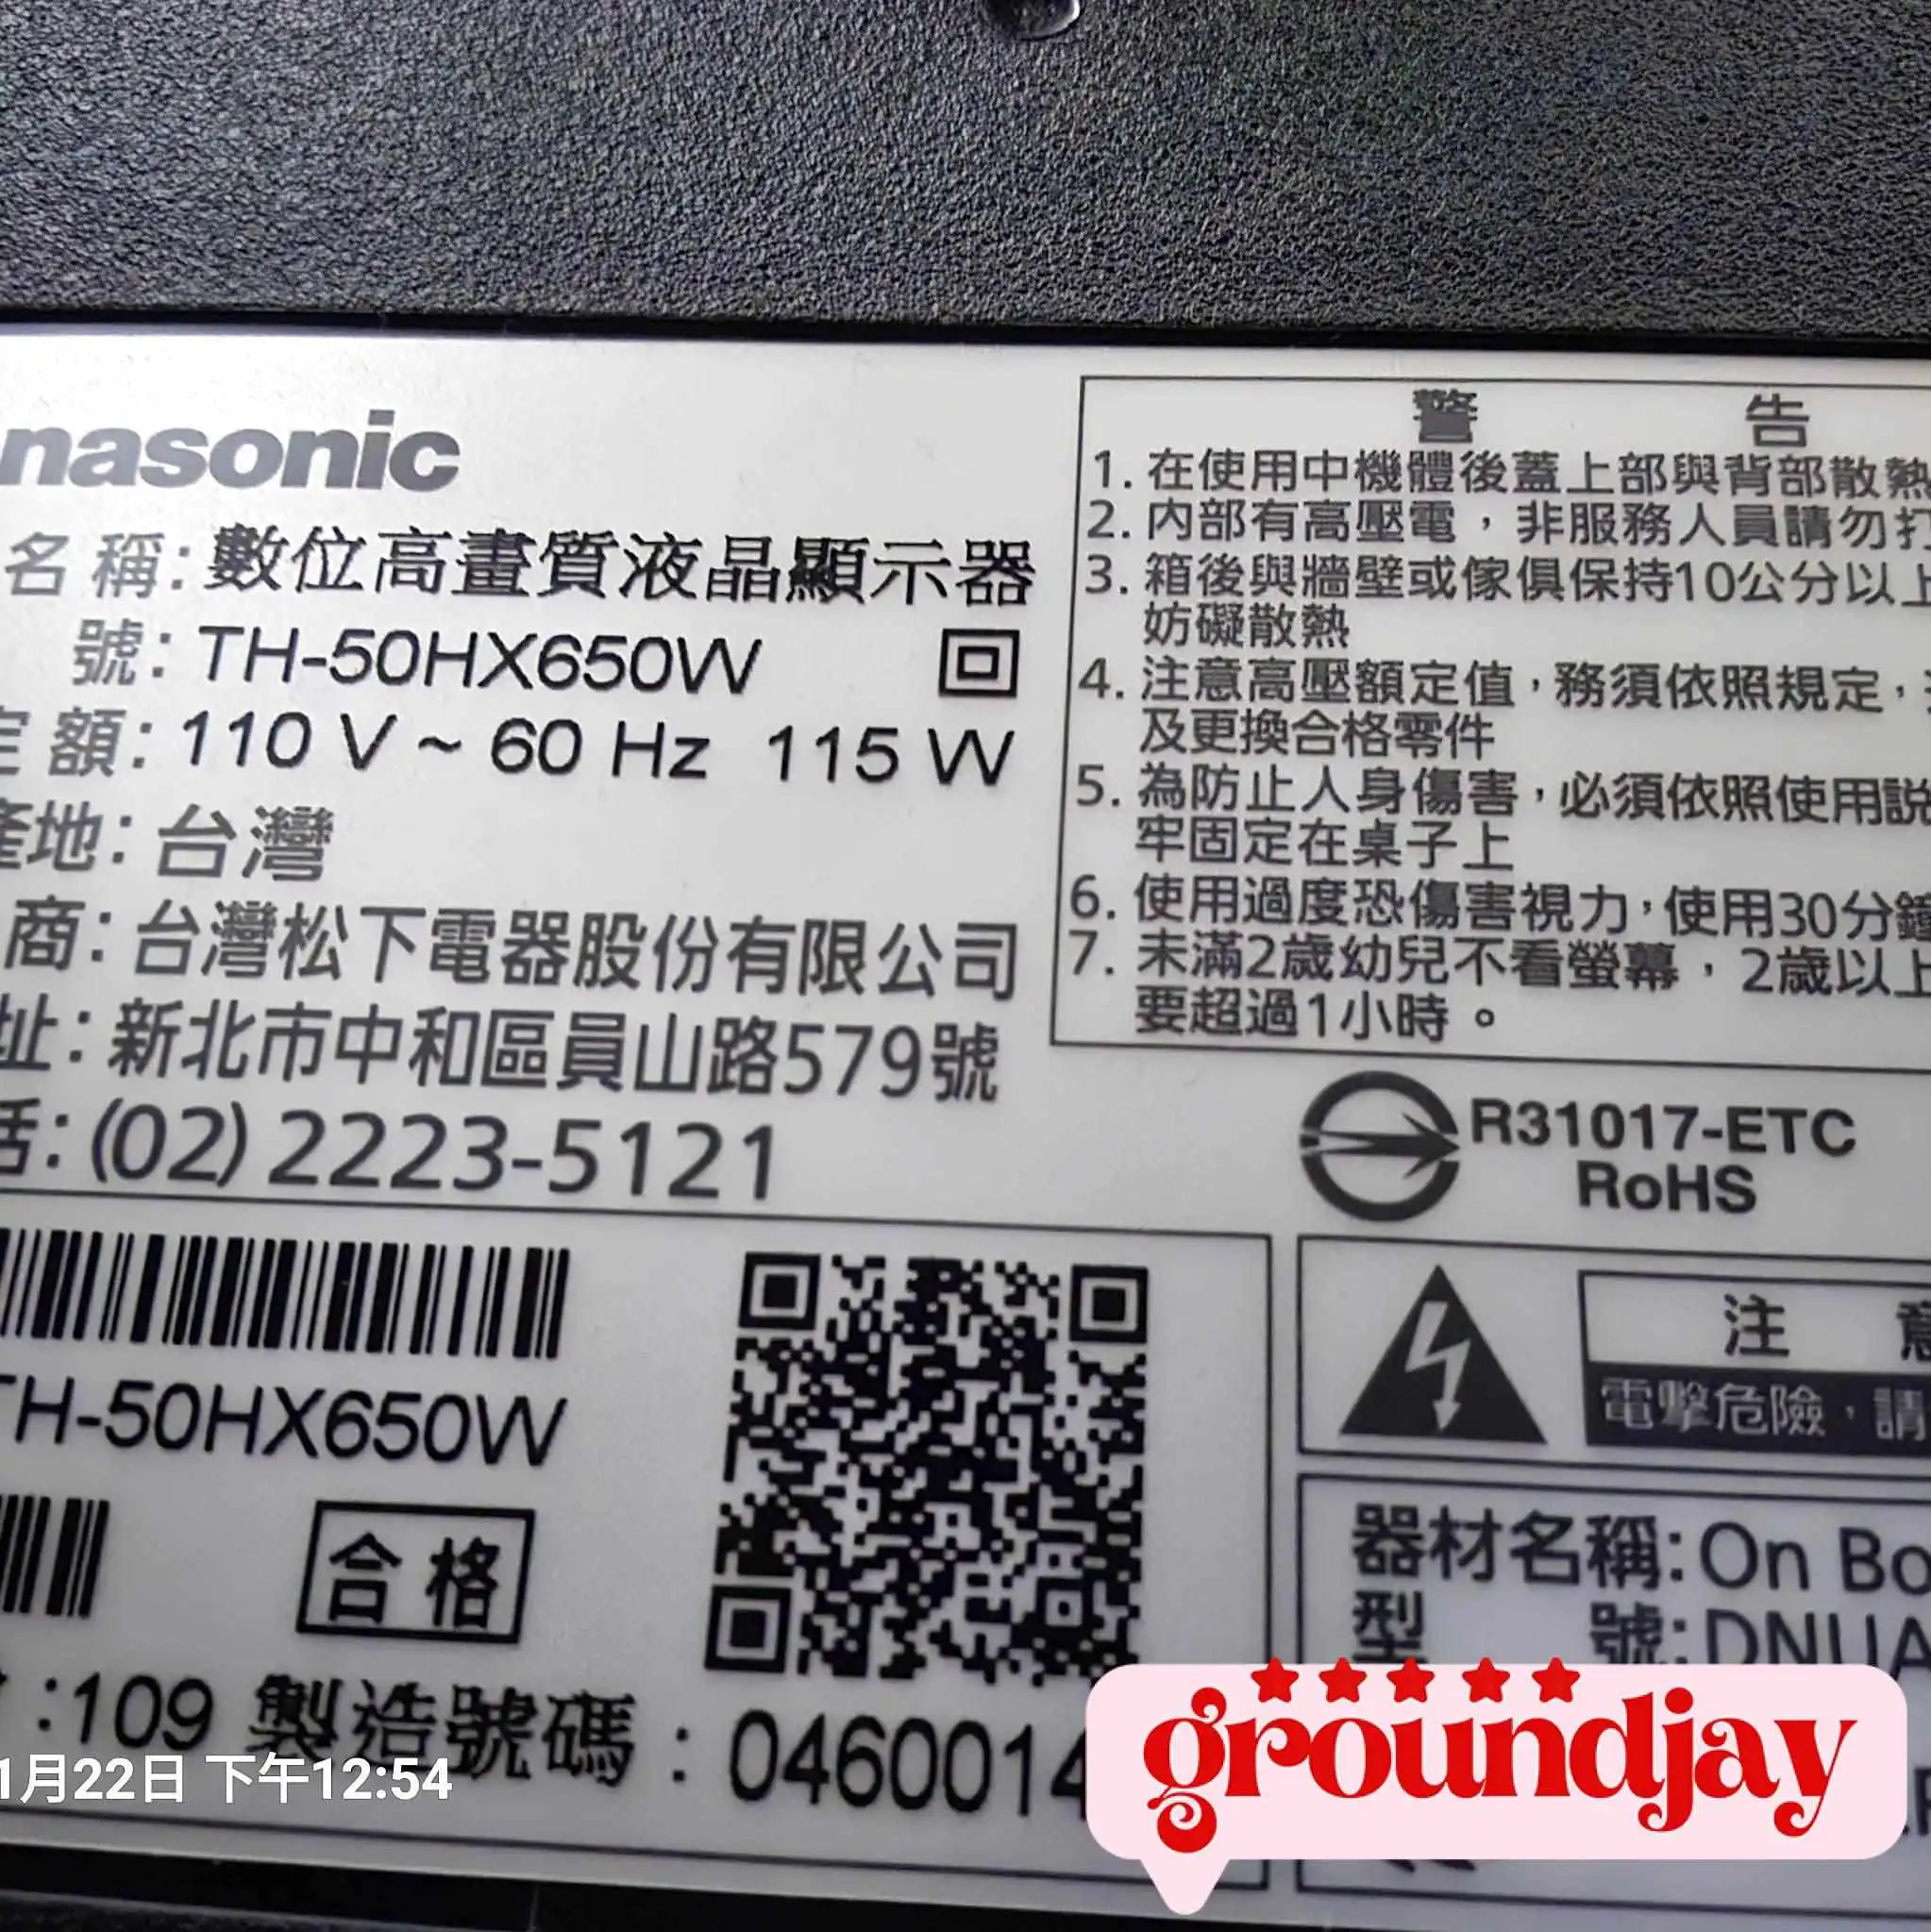 nasonic
名 稱: 數位高畫質液晶顯示器
號: TH-50HX650W
定 額: 110 V ~ 60 Hz 115 W
產地: 台灣
商: 台灣松下電器股份有限公司
址: 新北市中和區員山路579號
話: (02) 2223-5121
警 告
1. 在使用中機體後蓋上部與背部散熱
2. 內部有高壓電，非服務人員請勿打
3. 箱後與牆壁或傢俱保持10公分以上
妨礙散熱
4. 注意高壓額定值，務須依照規定，
及更換合格零件
5. 為防止人身傷害，必須依照使用說
牢固定在桌子上
6. 使用過度恐傷害視力，使用30分鐘
7. 未滿2歲幼兒不看螢幕，2歲以上
要超過1小時。
R31017-ETC
RoHS
TH-50HX650W
合格
:109 製造號碼 : 0460014
1月22日 下午12:54
注 意
電擊危險，請
器材名稱: On Bo
型 號: DNUA
groundjay